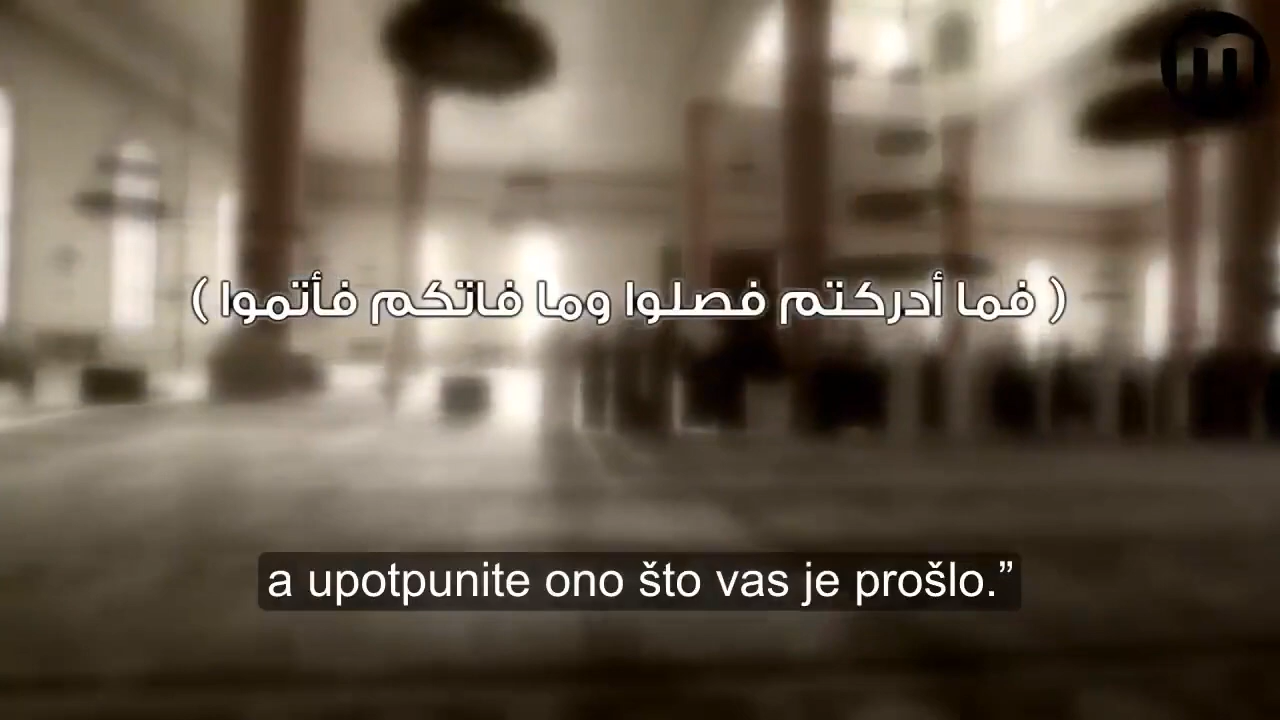 ( فما أدركتم فصلوا وما فاتكم فأتموا )
a upotpunite ono što vas je prošlo.”